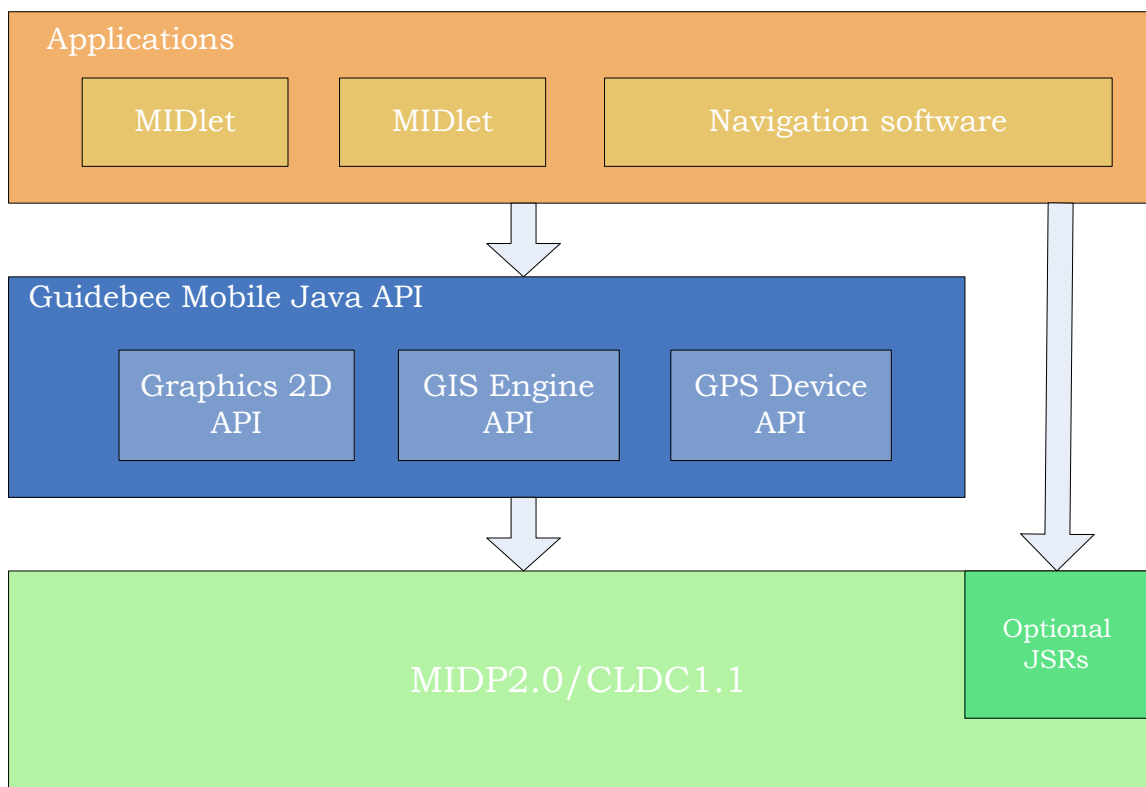 Applications
MIDlet
MIDlet
Navigation software
Guidebee Mobile Java API
Graphics 2D
API
GIS Engine
API
GPS Device
API
Optional
JSRs
MIDP2.0/CLDC1.1